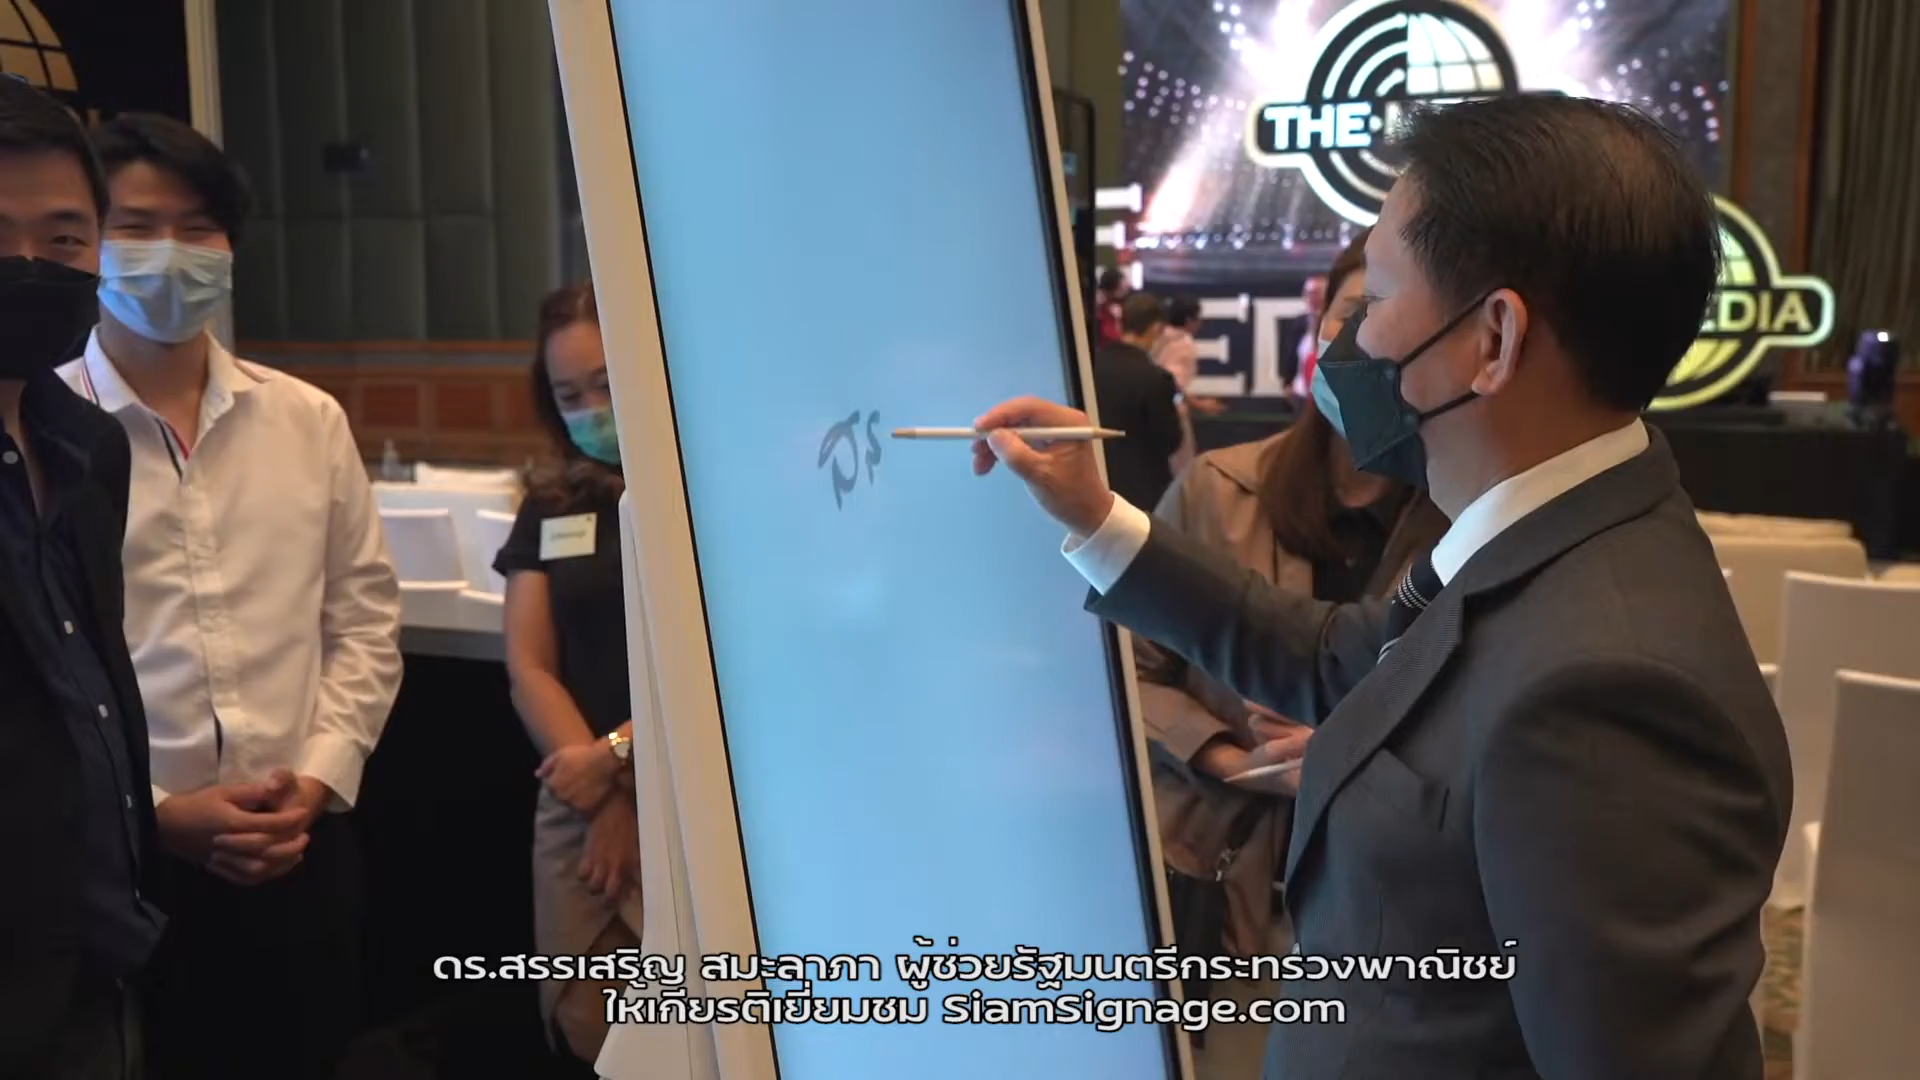 THE
EDIA
ED
สร
ดร.สรรเสริญ สมะลาภา ผู้ช่วยรัฐมนตรีกระทรวงพาณิชย์
ให้เกียรติเยี่ยมชม SiamSignage.com